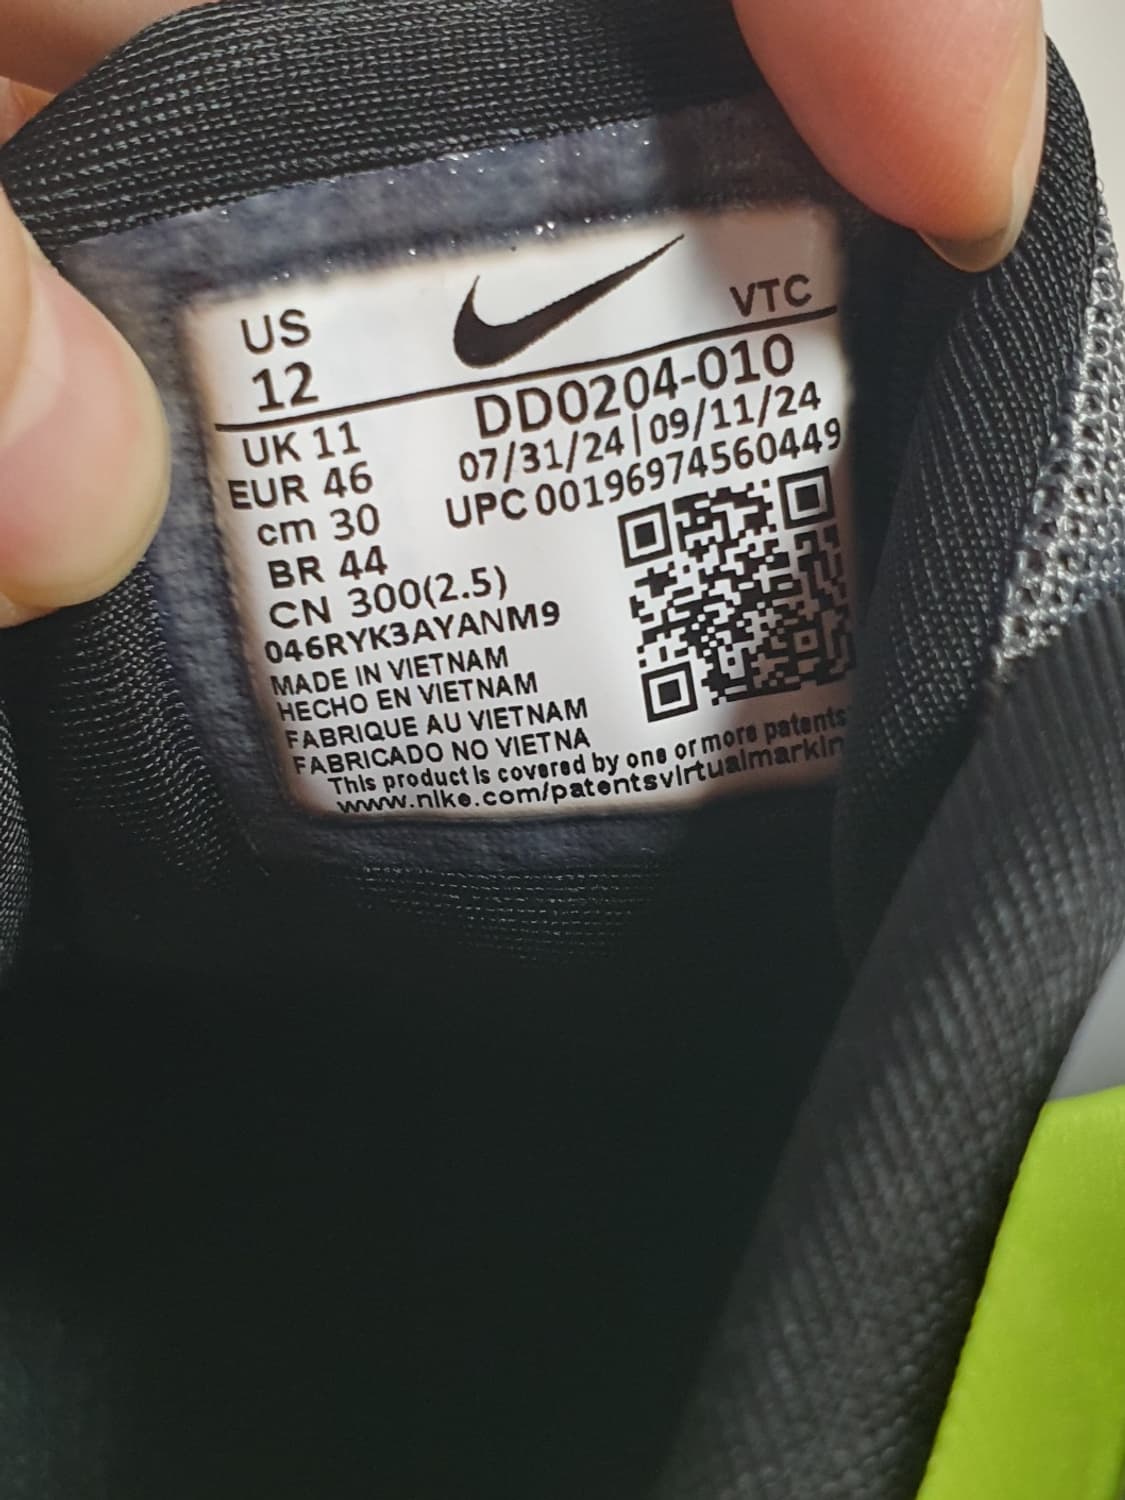 US
12
VTC
UK 11
EUR 46
cm 30
BR 44
CN 300(2.5)
DD0204-010
07/31/24|09/11/24
UPC 00196974560449
046RYK3AYANM9
MADE IN VIETNAM
HECHO EN VIETNAM
FABRIQUE AU VIETNAM
FABRICADO NO VIETNA
This product is covered by one or more patents
www.nike.com/patentsvirtualmarkin